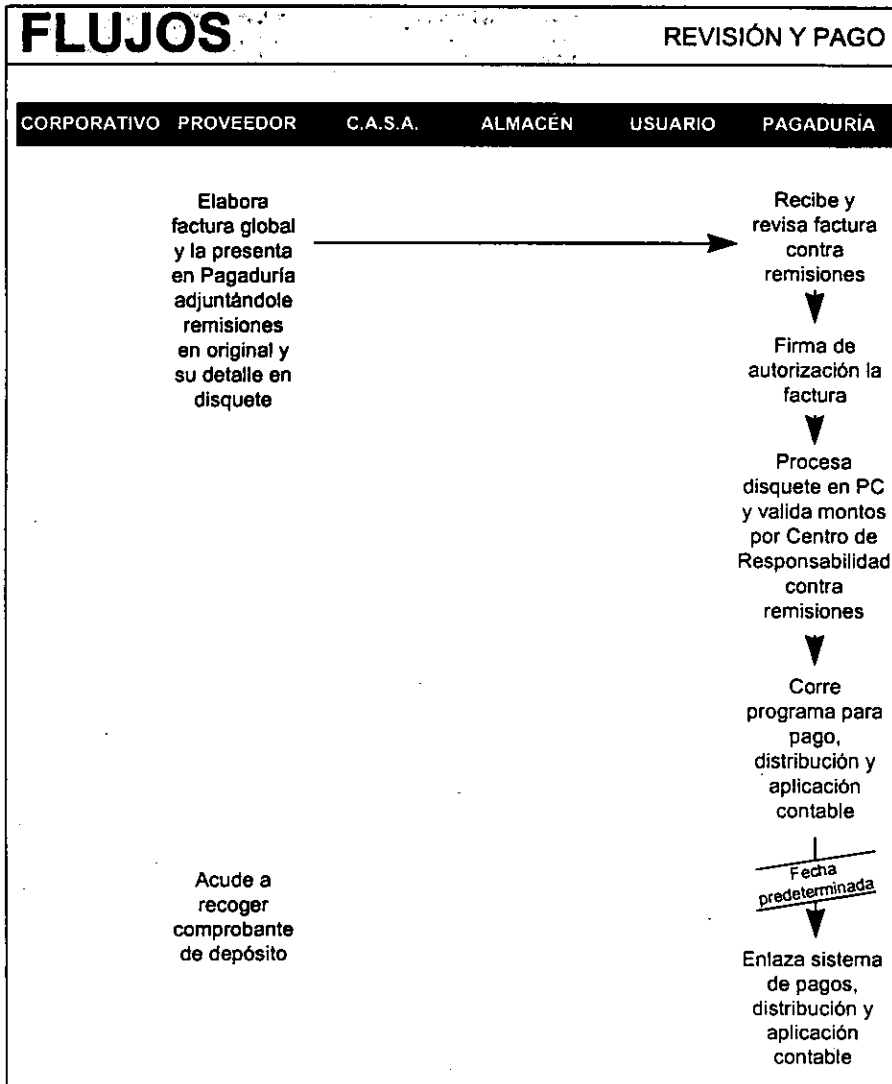 FLUJOS
REVISIÓN Y PAGO
CORPORATIVO PROVEEDOR C.A.S.A. ALMACÉN USUARIO PAGADURÍA
Elabora
factura global
y la presenta
en Pagaduría
adjuntándole
remisiones
en original y
su detalle en
disquete
Recibe y
revisa factura
contra
remisiones
Firma de
autorización la
factura
Procesa
disquete en PC
y valida montos
por Centro de
Responsabilidad
contra
remisiones
Corre
programa para
pago,
distribución y
aplicación
contable
Fecha
predeterminada
Acude a
recoger
comprobante
de depósito
Enlaza sistema
de pagos,
distribución y
aplicación
contable